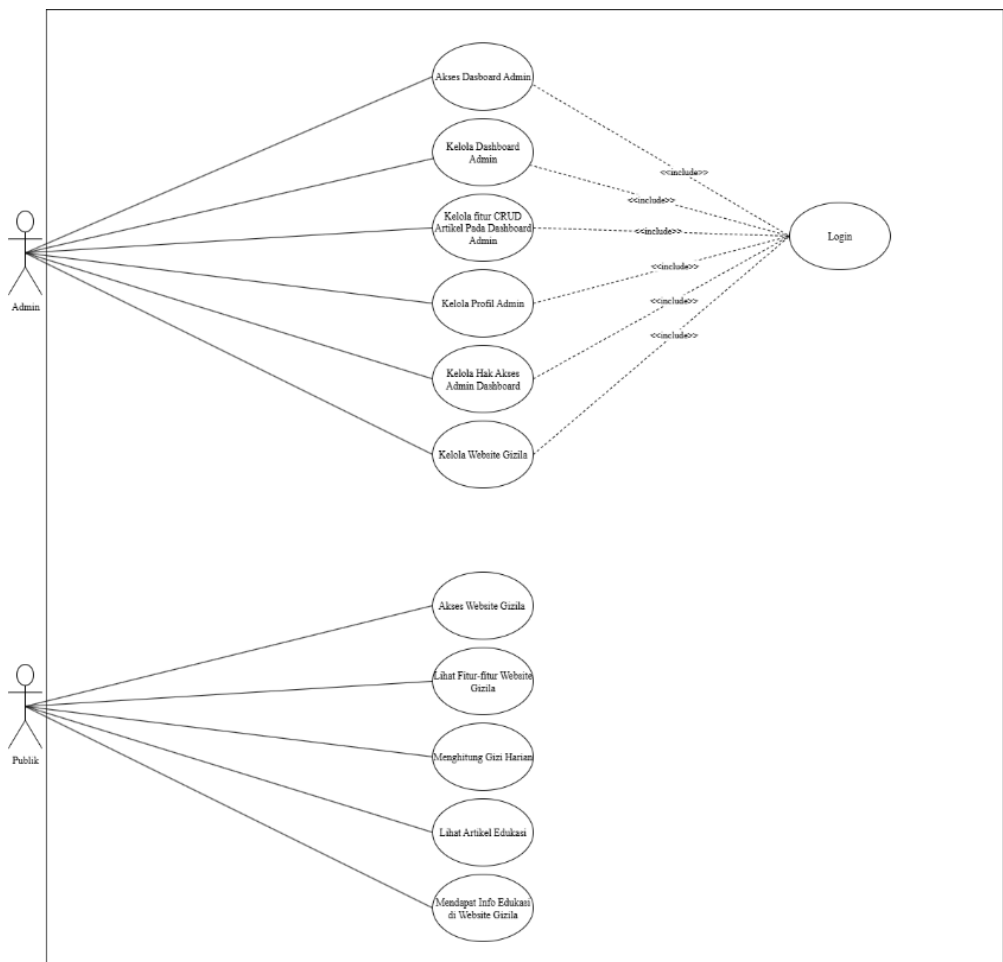 Akses Dasboard Admin
Kelola Dashboard
Admin
<<include>>
<<include>>
Kelola fitur CRUD
Artikel Pada Dashboard
Admin
<<include>>
Login
Admin
Kelola Profil Admin
<<include>>
<<include>>
Kelola Hak Akses
Admin Dashboard
<<include>>
Kelola Website Gizila
Akses Website Gizila
Lihat Fitur-fitur Website
Gizila
Publik
Menghitung Gizi Harian
Lihat Artikel Edukasi
Mendapat Info Edukasi
di Website Gizila